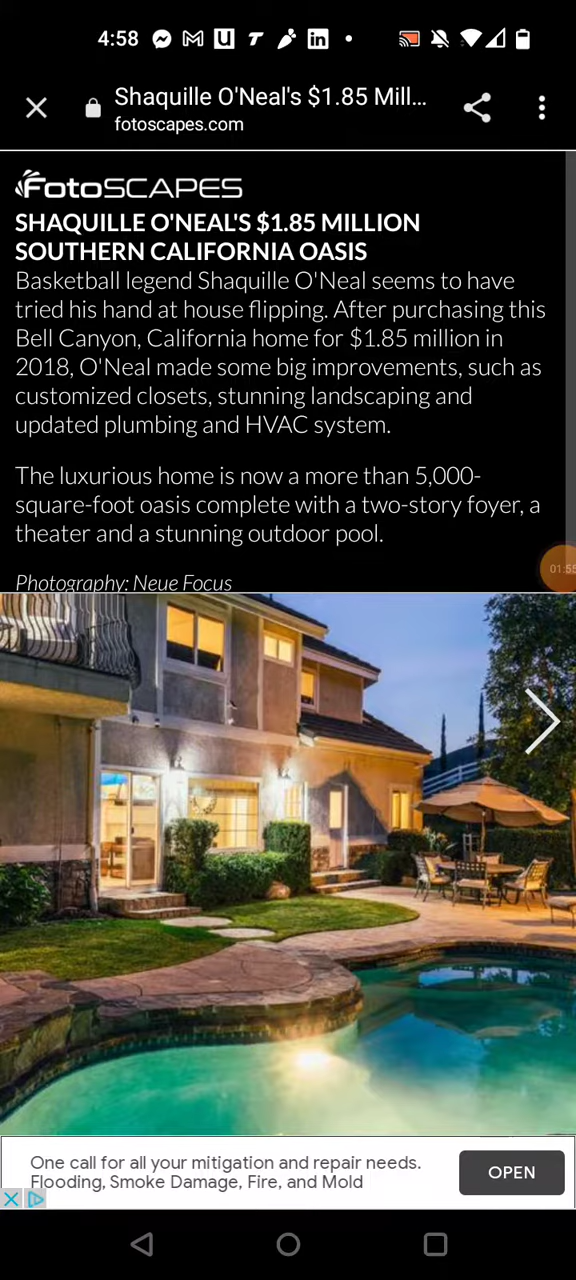 4:58
Shaquille O'Neal's $1.85 Mill...
fotoscapes.com
FotoSCAPES
SHAQUILLE O'NEAL'S $1.85 MILLION
SOUTHERN CALIFORNIA OASIS
Basketball legend Shaquille O'Neal seems to have
tried his hand at house flipping. After purchasing this
Bell Canyon, California home for $1.85 million in
2018, O'Neal made some big improvements, such as
customized closets, stunning landscaping and
updated plumbing and HVAC system.
The luxurious home is now a more than 5,000-
square-foot oasis complete with a two-story foyer, a
theater and a stunning outdoor pool.
01:55
Photography: Neue Focus
One call for all your mitigation and repair needs.
Flooding, Smoke Damage, Fire, and Mold
OPEN